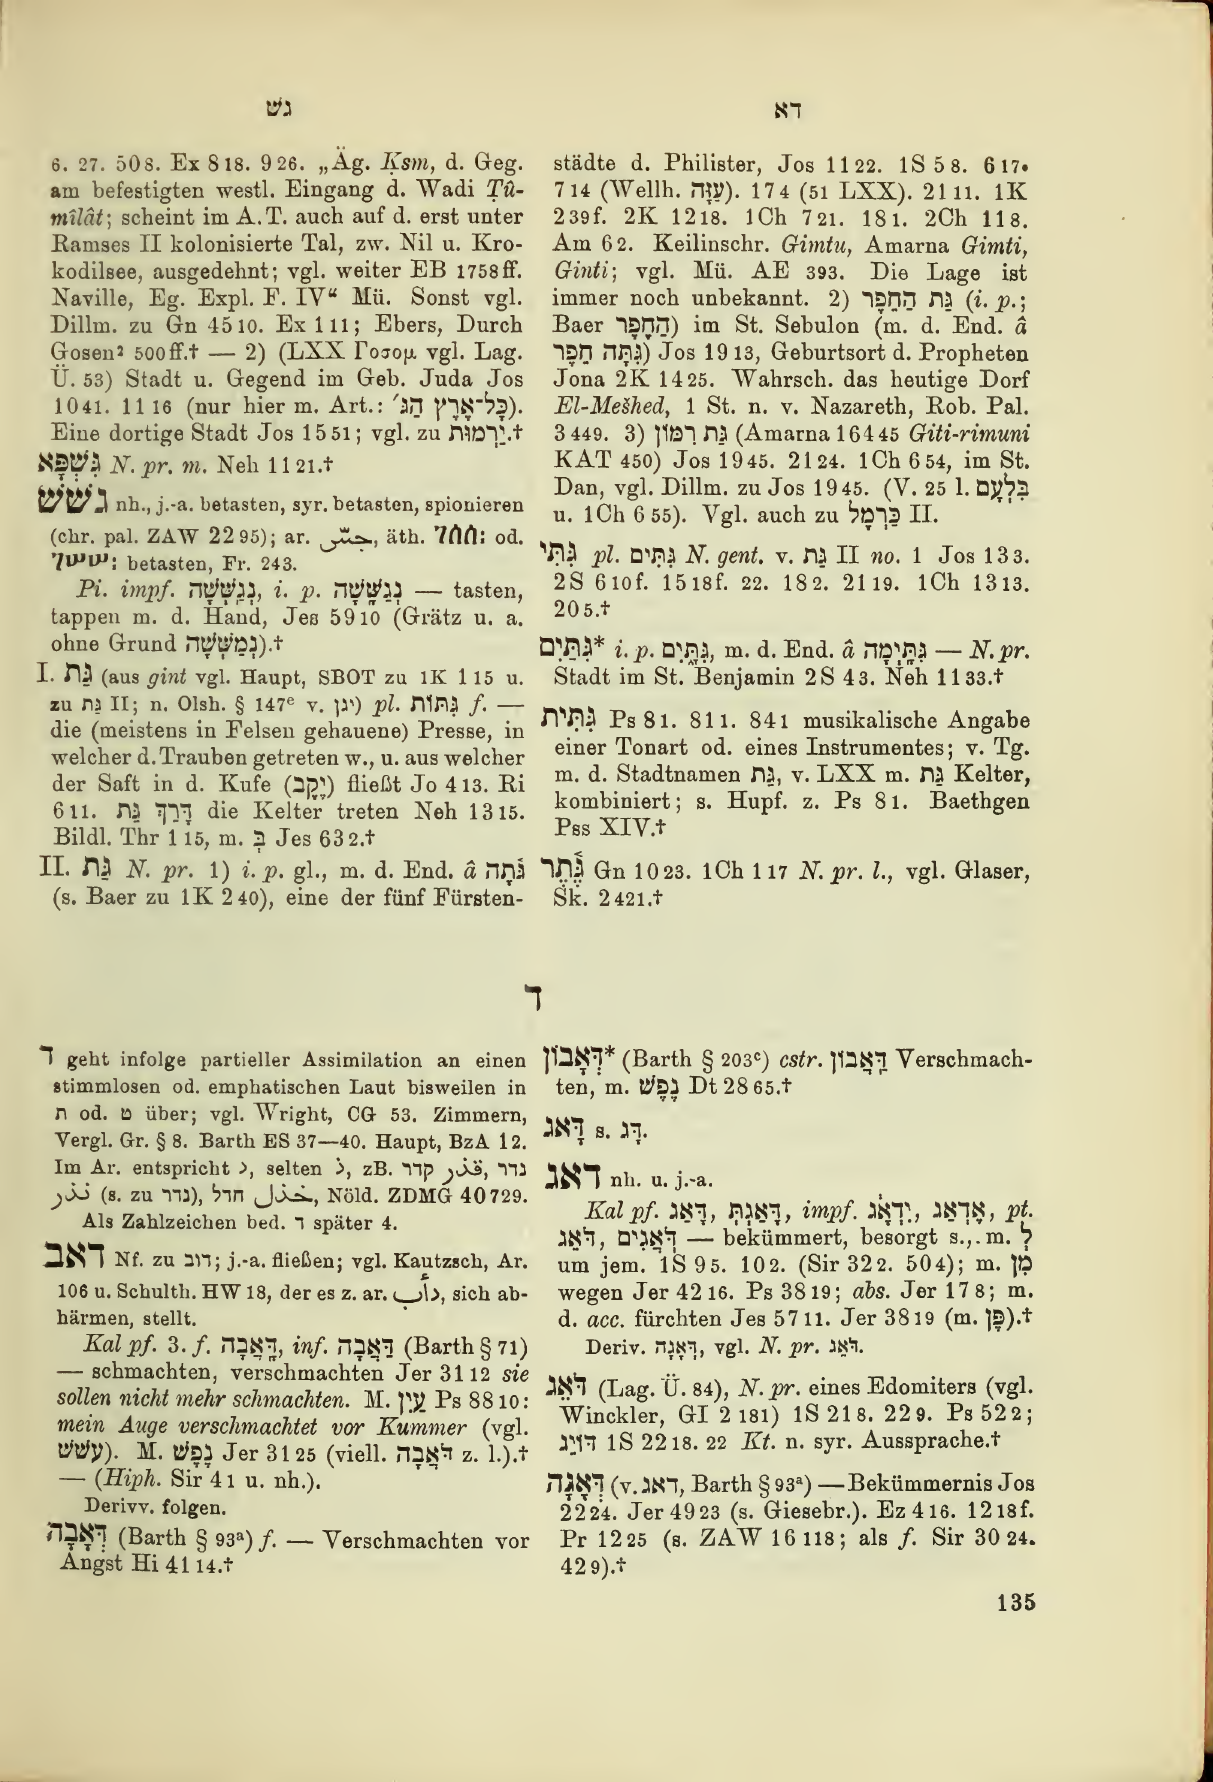 גשׁ
דא
6. 27. 50 8. Ex 8 18. 9 26. „Äg. Ḳsm, d. Geg.
am befestigten westl. Eingang d. Wadi Ṭû-
mîlât; scheint im A.T. auch auf d. erst unter
Ramses II kolonisierte Tal, zw. Nil u. Kro-
kodilsee, ausgedehnt; vgl. weiter EB 1758 ff.
Naville, Eg. Expl. F. IV“ Mü. Sonst vgl.
Dillm. zu Gn 45 10. Ex 1 11; Ebers, Durch
Gosen² 500 ff.† — 2) (LXX Γοσομ vgl. Lag.
Ü. 53) Stadt u. Gegend im Geb. Juda Jos
10 41. 11 16 (nur hier m. Art.: כָּל־אֶרֶץ הַגּ׳).
Eine dortige Stadt Jos 15 51; vgl. zu יַרְמוּת.†
גִּשְׁפָּא N. pr. m. Neh 11 21.†
גשׁשׁ nh., j.-a. betasten, syr. betasten, spionieren
(chr. pal. ZAW 22 95); ar. جسّ, äth. ገሰሰ: od.
ገሠሠ: betasten, Fr. 243.
Pi. impf. נְגַשְׁשָׁה, i. p. נְגַשֵּׁשָׁה — tasten,
tappen m. d. Hand, Jes 59 10 (Grätz u. a.
ohne Grund נְמַשְׁשָׁה).†
I. גַּת (aus gint vgl. Haupt, SBOT zu 1K 1 15 u.
zu גת II; n. Olsh. § 147ᵉ v. יגן) pl. גִּתּוֹת f. —
die (meistens in Felsen gehauene) Presse, in
welcher d. Trauben getreten w., u. aus welcher
der Saft in d. Kufe (יֶקֶב) fließt Jo 4 13. Ri
6 11. דָּרַךְ גַּת die Kelter treten Neh 13 15.
Bildl. Thr 1 15, m. בְּ Jes 63 2.†
II. גַּת N. pr. 1) i. p. gl., m. d. End. â גַּתָה
(s. Baer zu 1K 2 40), eine der fünf Fürsten-
städte d. Philister, Jos 11 22. 1S 5 8. 6 17.
7 14 (Wellh. עַזָּה). 17 4 (51 LXX). 21 11. 1K
2 39f. 2K 12 18. 1Ch 7 21. 18 1. 2Ch 11 8.
Am 6 2. Keilinschr. Gimtu, Amarna Gimti,
Ginti; vgl. Mü. AE 393. Die Lage ist
immer noch unbekannt. 2) גַּת הַחֵפֶר (i. p.;
Baer הַחֵפֶר) im St. Sebulon (m. d. End. â
גִּתָּה חֵפֶר) Jos 19 13, Geburtsort d. Propheten
Jona 2K 14 25. Wahrsch. das heutige Dorf
El-Mešhed, 1 St. n. v. Nazareth, Rob. Pal.
3 449. 3) גַּת רִמּוֹן (Amarna 164 45 Giti-rimuni
KAT 450) Jos 19 45. 21 24. 1Ch 6 54, im St.
Dan, vgl. Dillm. zu Jos 19 45. (V. 25 l. בִּלְעָם
u. 1Ch 6 55). Vgl. auch zu כַּרְמֶל II.
גִּתִּי pl. גִּתִּים N. gent. v. גַּת II no. 1 Jos 13 3.
2S 6 10f. 15 18f. 22. 18 2. 21 19. 1Ch 13 13.
20 5.†
גִּתַּיִם* i. p. גִּתָּיִם, m. d. End. â גִּתָּיְמָה — N. pr.
Stadt im St. Benjamin 2S 4 3. Neh 11 33.†
גִּתִּית Ps 8 1. 81 1. 84 1 musikalische Angabe
einer Tonart od. eines Instrumentes; v. Tg.
m. d. Stadtnamen גַּת, v. LXX m. גַּת Kelter,
kombiniert; s. Hupf. z. Ps 8 1. Baethgen
Pss XIV.†
גֶּתֶר Gn 10 23. 1Ch 1 17 N. pr. l., vgl. Glaser,
Sk. 2 421.†
ד
ד geht infolge partieller Assimilation an einen
stimmlosen od. emphatischen Laut bisweilen in
ת od. ט über; vgl. Wright, CG 53. Zimmern,
Vergl. Gr. § 8. Barth ES 37—40. Haupt, BzA 12.
Im Ar. entspricht د, selten ذ, zB. קדר قذر, נדר
نذر (s. zu נדר), חדל خذل, Nöld. ZDMG 40 729.
Als Zahlzeichen bed. ד später 4.
דאב Nf. zu דוב; j.-a. fließen; vgl. Kautzsch, Ar.
106 u. Schulth. HW 18, der es z. ar. دأب, sich ab-
härmen, stellt.
Kal pf. 3. f. דָּאֲבָה, inf. דַּאֲבָה (Barth § 71)
— schmachten, verschmachten Jer 31 12 sie
sollen nicht mehr schmachten. M. עַיִן Ps 88 10:
mein Auge verschmachtet vor Kummer (vgl.
עשׁשׁ). M. נֶפֶשׁ Jer 31 25 (viell. דֹּאֲבָה z. l.).†
— (Hiph. Sir 4 1 u. nh.).
Derivv. folgen.
דְּאָבָה (Barth § 93ᵃ) f. — Verschmachten vor
Angst Hi 41 14.†
דְּאָבוֹן* (Barth § 203ᶜ) cstr. דַּאֲבוֹן Verschmach-
ten, m. נֶפֶשׁ Dt 28 65.†
דָּאג s. דָּג.
דאג nh. u. j.-a.
Kal pf. דָּאַג, דָּאַגְתְּ, impf. יִדְאָג, אֶדְאַג, pt.
דֹּאֵג, דֹּאֲגִים — bekümmert, besorgt s., m. לְ
um jem. 1S 9 5. 10 2. (Sir 32 2. 50 4); m. מִן
wegen Jer 42 16. Ps 38 19; abs. Jer 17 8; m.
d. acc. fürchten Jes 57 11. Jer 38 19 (m. פֶּן).†
Deriv. דְּאָגָה, vgl. N. pr. דֹּאֵג.
דֹּאֵג (Lag. Ü. 84), N. pr. eines Edomiters (vgl.
Winckler, GI 2 181) 1S 21 8. 22 9. Ps 52 2;
דּוֹיֵג 1S 22 18. 22 Kt. n. syr. Aussprache.†
דְּאָגָה (v. דאג, Barth § 93ᵃ) — Bekümmernis Jos
22 24. Jer 49 23 (s. Giesebr.). Ez 4 16. 12 18f.
Pr 12 25 (s. ZAW 16 118; als f. Sir 30 24.
42 9).†
135